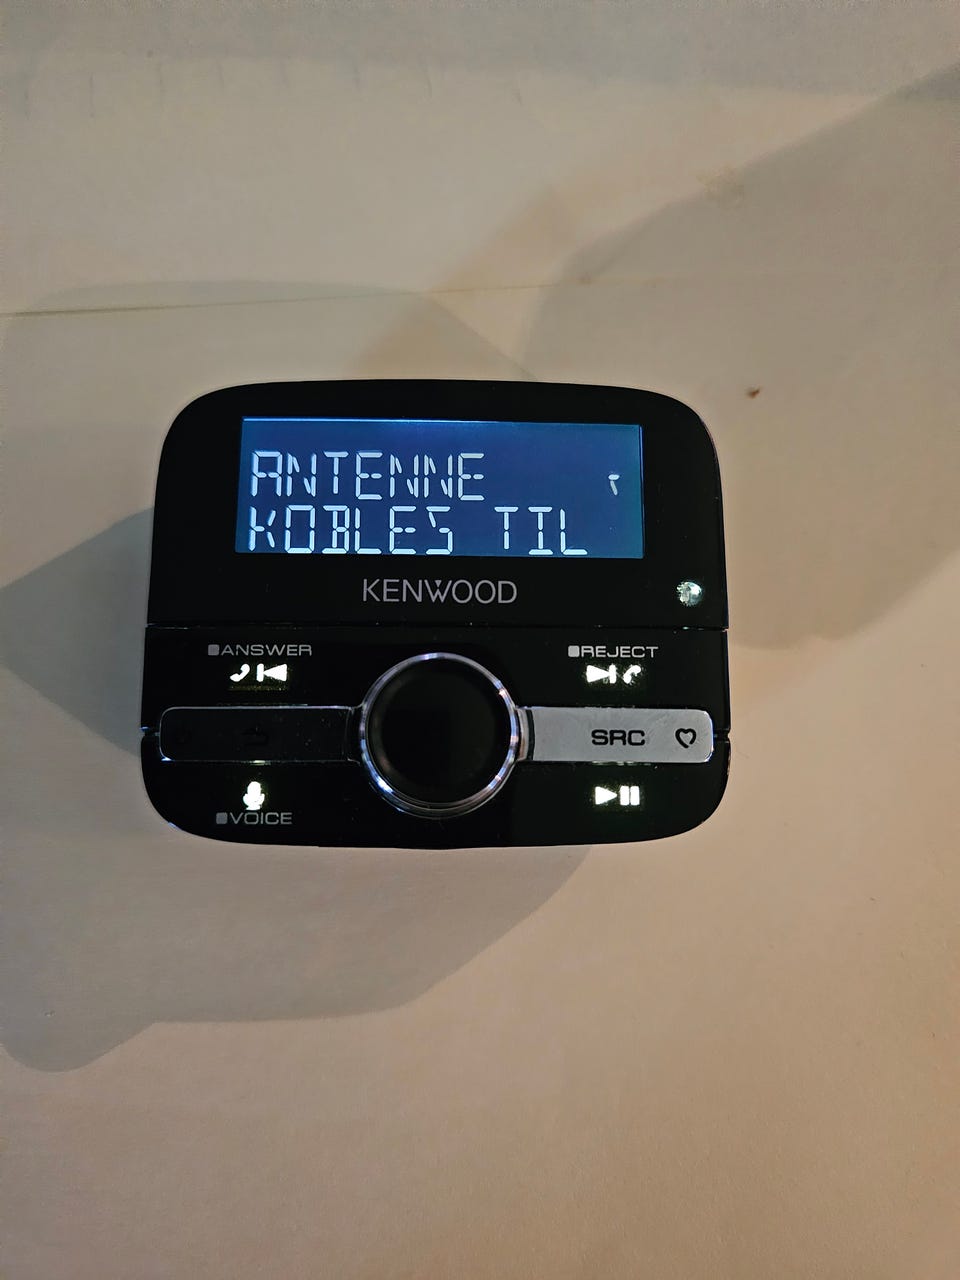 ANTENNE
KOBLES TIL
KENWOOD
ANSWER
REJECT
SRC
VOICE